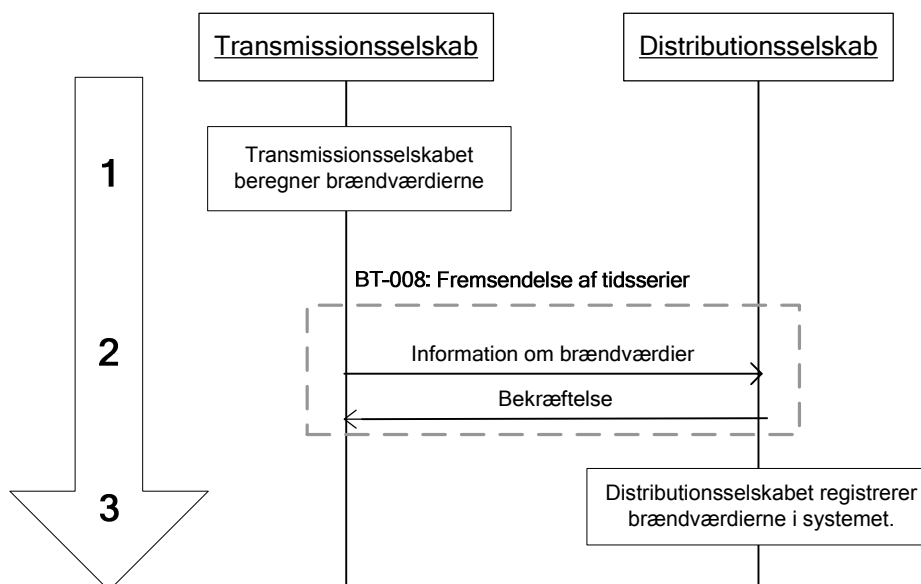 Transmissionsselskab
Distributionsselskab
1
Transmissionsselskabet
beregner brændværdierne
BT-008: Fremsendelse af tidsserier
2
Information om brændværdier
Bekræftelse
3
Distributionsselskabet registrerer
brændværdierne i systemet.